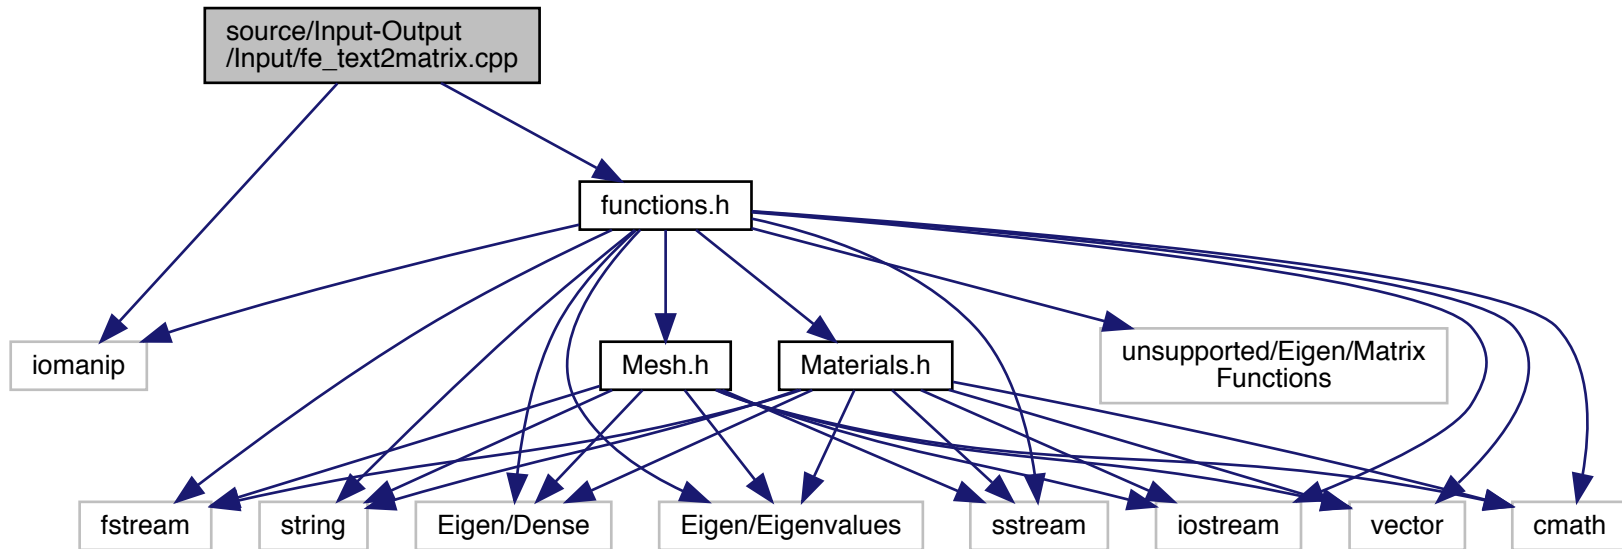 source/Input-Output
/Input/fe_text2matrix.cpp
functions.h
iomanip
Mesh.h
Materials.h
unsupported/Eigen/Matrix
Functions
fstream
string
Eigen/Dense
Eigen/Eigenvalues
sstream
iostream
vector
cmath